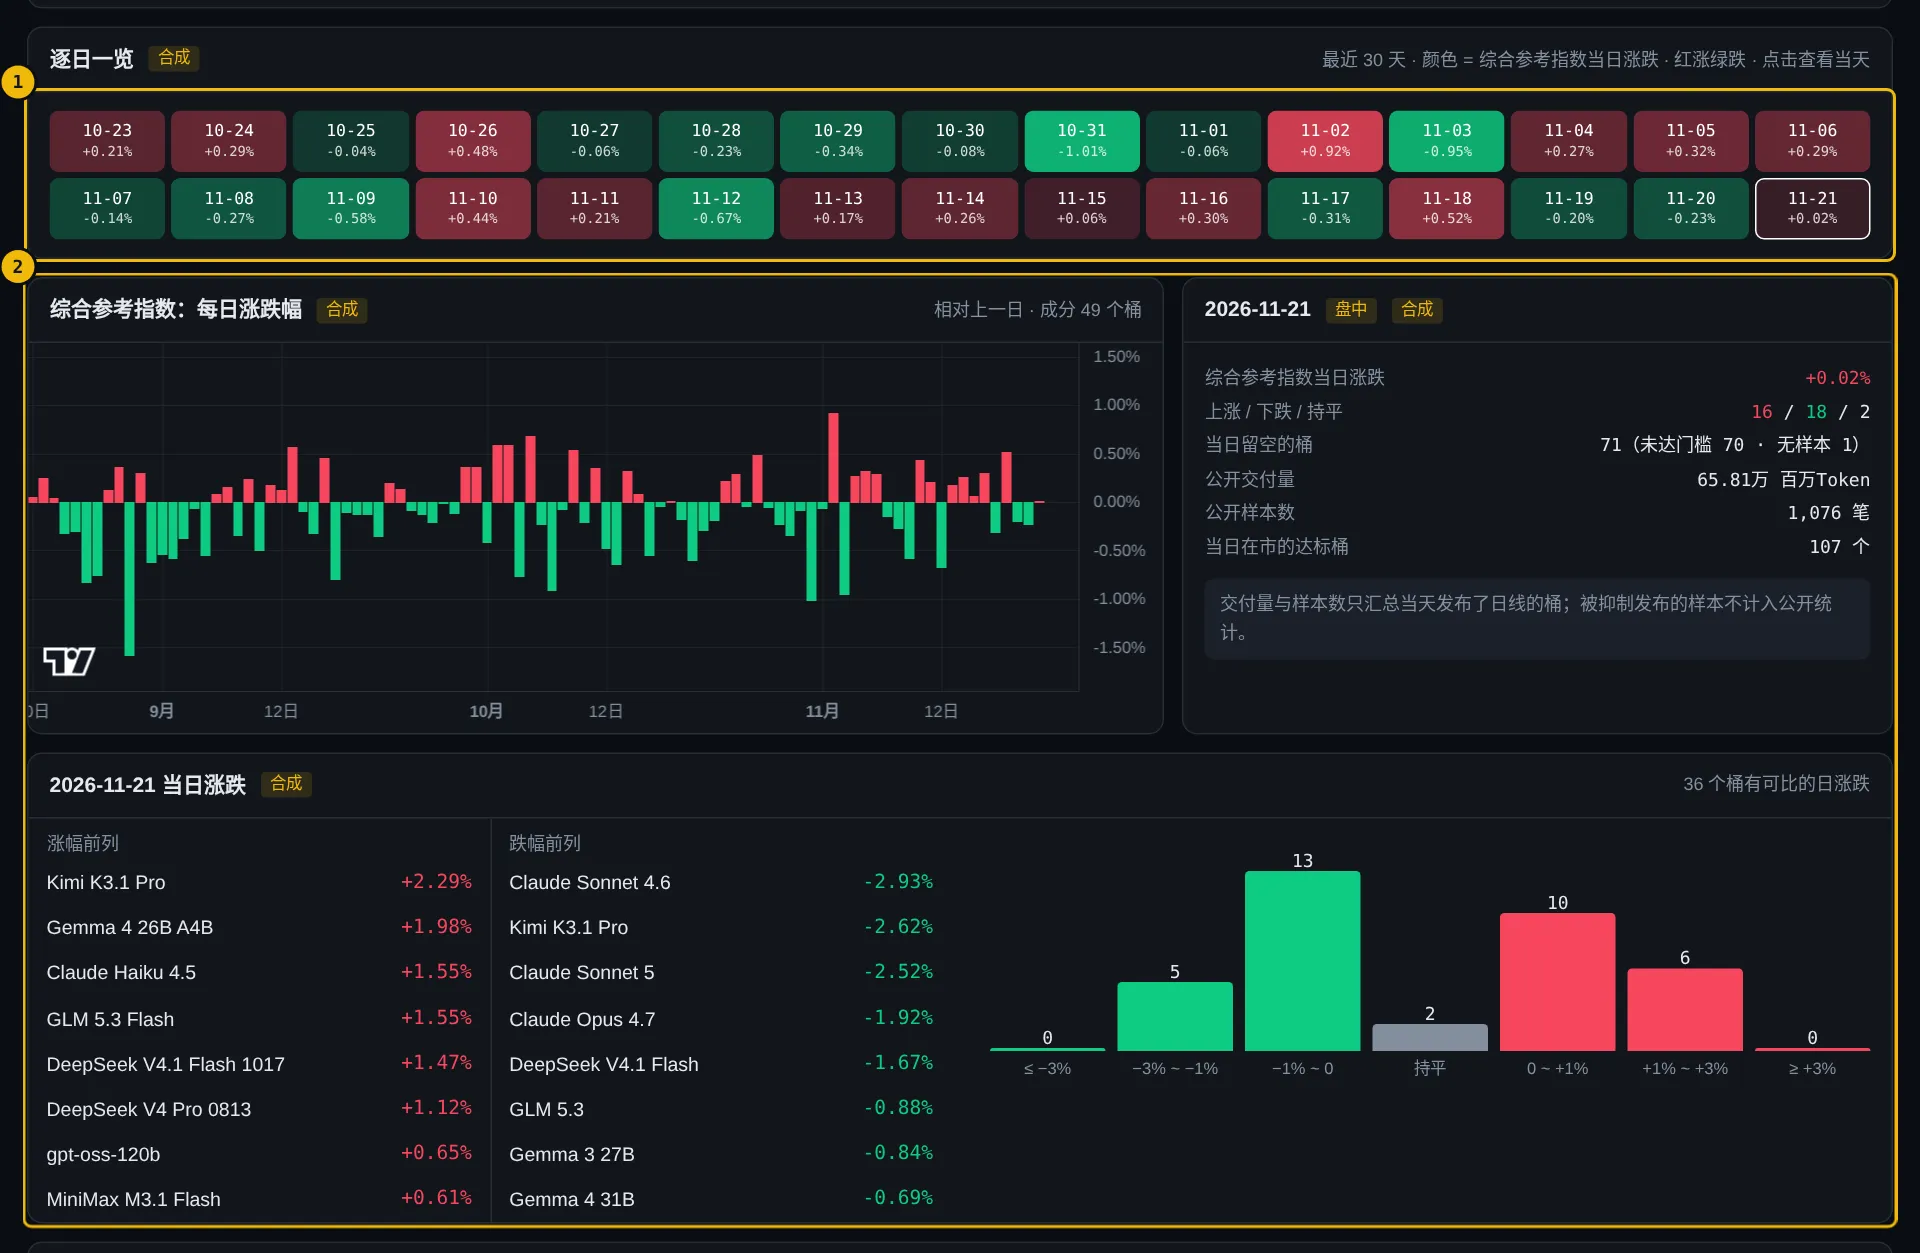 逐日一览 合成 最近 30 天 · 颜色 = 综合参考指数当日涨跌 · 红涨绿跌 · 点击查看当天
1
10-23 10-24 10-25 10-26 10-27 10-28 10-29 10-30 10-31 11-01 11-02 11-03 11-04 11-05 11-06
+0.21% +0.29% -0.04% +0.48% -0.06% -0.23% -0.34% -0.08% -1.01% -0.06% +0.92% -0.95% +0.27% +0.32% +0.29%
11-07 11-08 11-09 11-10 11-11 11-12 11-13 11-14 11-15 11-16 11-17 11-18 11-19 11-20 11-21
-0.14% -0.27% -0.58% +0.44% +0.21% -0.67% +0.17% +0.26% +0.06% +0.30% -0.31% +0.52% -0.20% -0.23% +0.02%
2
综合参考指数：每日涨跌幅 合成 相对上一日 · 成分 49 个桶
1.50%
1.00%
0.50%
0.00%
-0.50%
-1.00%
-1.50%
0日 9月 12日 10月 12日 11月 12日
2026-11-21 盘中 合成
综合参考指数当日涨跌 +0.02%
上涨 / 下跌 / 持平 16 / 18 / 2
当日留空的桶 71（未达门槛 70 · 无样本 1）
公开交付量 65.81万 百万Token
公开样本数 1,076 笔
当日在市的达标桶 107 个
交付量与样本数只汇总当天发布了日线的桶；被抑制发布的样本不计入公开统
计。
2026-11-21 当日涨跌 合成 36 个桶有可比的日涨跌
涨幅前列
Kimi K3.1 Pro +2.29%
Gemma 4 26B A4B +1.98%
Claude Haiku 4.5 +1.55%
GLM 5.3 Flash +1.55%
DeepSeek V4.1 Flash 1017 +1.47%
DeepSeek V4 Pro 0813 +1.12%
gpt-oss-120b +0.65%
MiniMax M3.1 Flash +0.61%
跌幅前列
Claude Sonnet 4.6 -2.93%
Kimi K3.1 Pro -2.62%
Claude Sonnet 5 -2.52%
Claude Opus 4.7 -1.92%
DeepSeek V4.1 Flash -1.67%
GLM 5.3 -0.88%
Gemma 3 27B -0.84%
Gemma 4 31B -0.69%
0 5 13 2 10 6 0
≤ −3% −3% ~ −1% −1% ~ 0 持平 0 ~ +1% +1% ~ +3% ≥ +3%